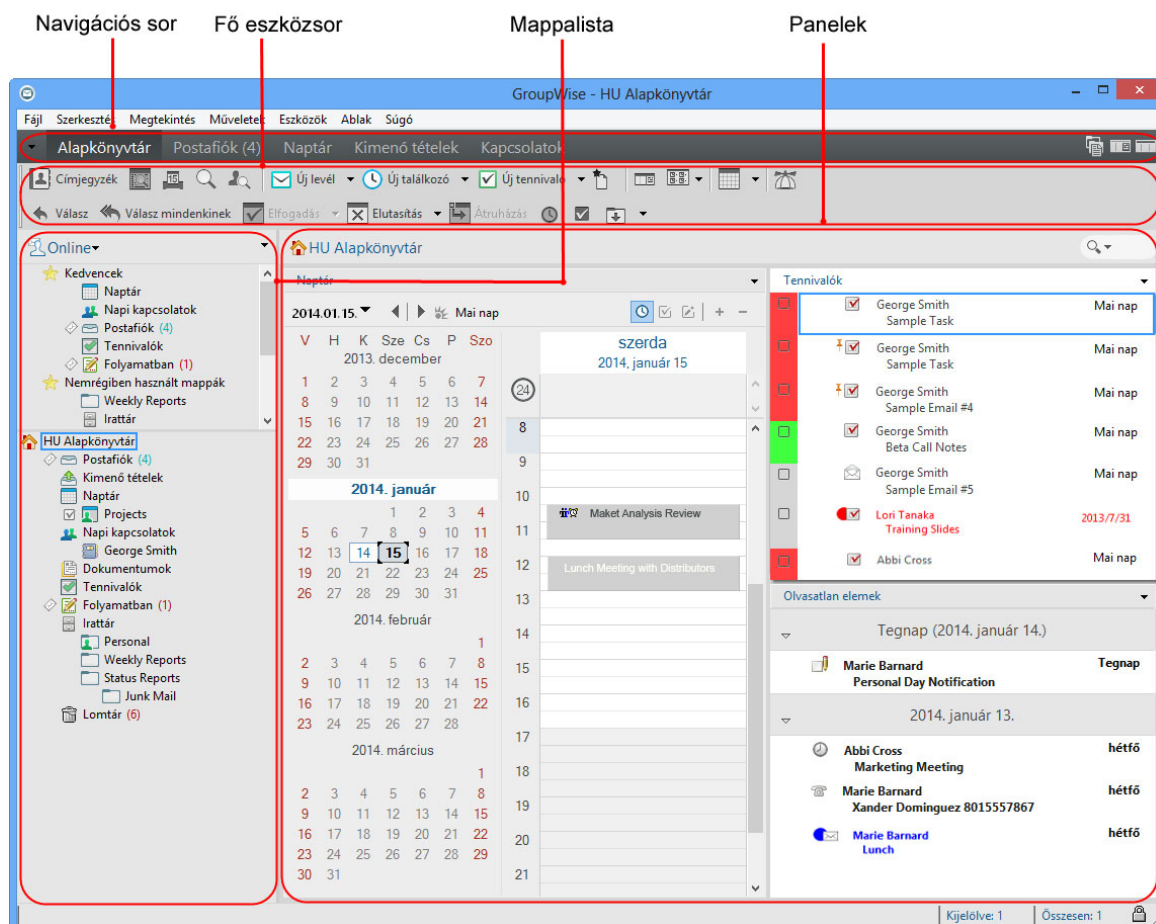 Navigációs sor Fő eszközsor Mappalista Panelek
GroupWise - HU Alapkönyvtár
Fájl Szerkesztés Megtekintés Műveletek Eszközök Ablak Súgó
Alapkönyvtár Postafiók (4) Naptár Kimenő tételek Kapcsolatok
Címjegyzék 15 Új levél Új találkozó Új tennivaló
Válasz Válasz mindenkinek Elfogadás Elutasítás Átruházás
Online
Kedvencek
Naptár
Napi kapcsolatok
Postafiók (4)
Tennivalók
Folyamatban (1)
Nemrégiben használt mappák
Weekly Reports
Irattár
HU Alapkönyvtár
Postafiók (4)
Kimenő tételek
Naptár
Projects
Napi kapcsolatok
George Smith
Dokumentumok
Tennivalók
Folyamatban (1)
Irattár
Personal
Weekly Reports
Status Reports
Junk Mail
Lomtár (6)
HU Alapkönyvtár
Naptár
2014.01.15. Mai nap
V H K Sze Cs P Szo
2013. december
1 2 3 4 5 6 7
8 9 10 11 12 13 14
15 16 17 18 19 20 21
22 23 24 25 26 27 28
29 30 31
2014. január
1 2 3 4
5 6 7 8 9 10 11
12 13 14 15 16 17 18
19 20 21 22 23 24 25
26 27 28 29 30 31
2014. február
1
2 3 4 5 6 7 8
9 10 11 12 13 14 15
16 17 18 19 20 21 22
23 24 25 26 27 28
2014. március
1
2 3 4 5 6 7 8
9 10 11 12 13 14 15
16 17 18 19 20 21 22
23 24 25 26 27 28 29
30 31
szerda
2014, január 15
24
8
9
10
11 Maket Analysis Review
12 Lunch Meeting with Distributors
13
14
15
16
17
18
19
20
21
Tennivalók
George Smith Mai nap
Sample Task
George Smith Mai nap
Sample Task
George Smith Mai nap
Sample Email #4
George Smith Mai nap
Beta Call Notes
George Smith Mai nap
Sample Email #5
Lori Tanaka 2013/7/31
Training Slides
Abbi Cross Mai nap
Olvasatlan elemek
Tegnap (2014. január 14.)
Marie Barnard Tegnap
Personal Day Notification
2014. január 13.
Abbi Cross hétfő
Marketing Meeting
Marie Barnard hétfő
Xander Dominguez 8015557867
Marie Barnard hétfő
Lunch
Kijelölve: 1 Összesen: 1